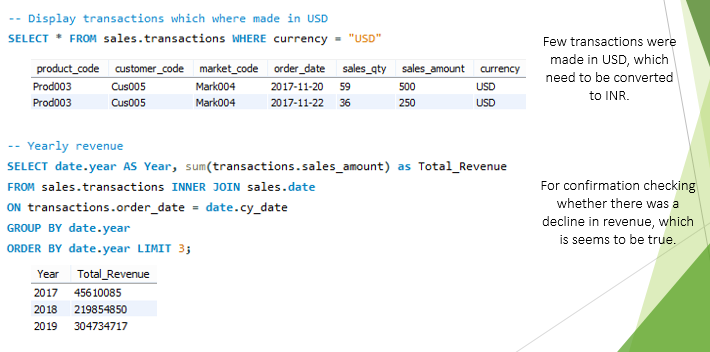 -- Display transactions which where made in USD
SELECT * FROM sales.transactions WHERE currency = "USD"
product_code customer_code market_code order_date sales_qty sales_amount currency
Prod003 Cus005 Mark004 2017-11-20 59 500 USD
Prod003 Cus005 Mark004 2017-11-22 36 250 USD
Few transactions were
made in USD, which
need to be converted
to INR.
-- Yearly revenue
SELECT date.year AS Year, sum(transactions.sales_amount) as Total_Revenue
FROM sales.transactions INNER JOIN sales.date
ON transactions.order_date = date.cy_date
GROUP BY date.year
ORDER BY date.year LIMIT 3;
Year Total_Revenue
2017 45610085
2018 219854850
2019 304734717
For confirmation checking
whether there was a
decline in revenue, which
is seems to be true.